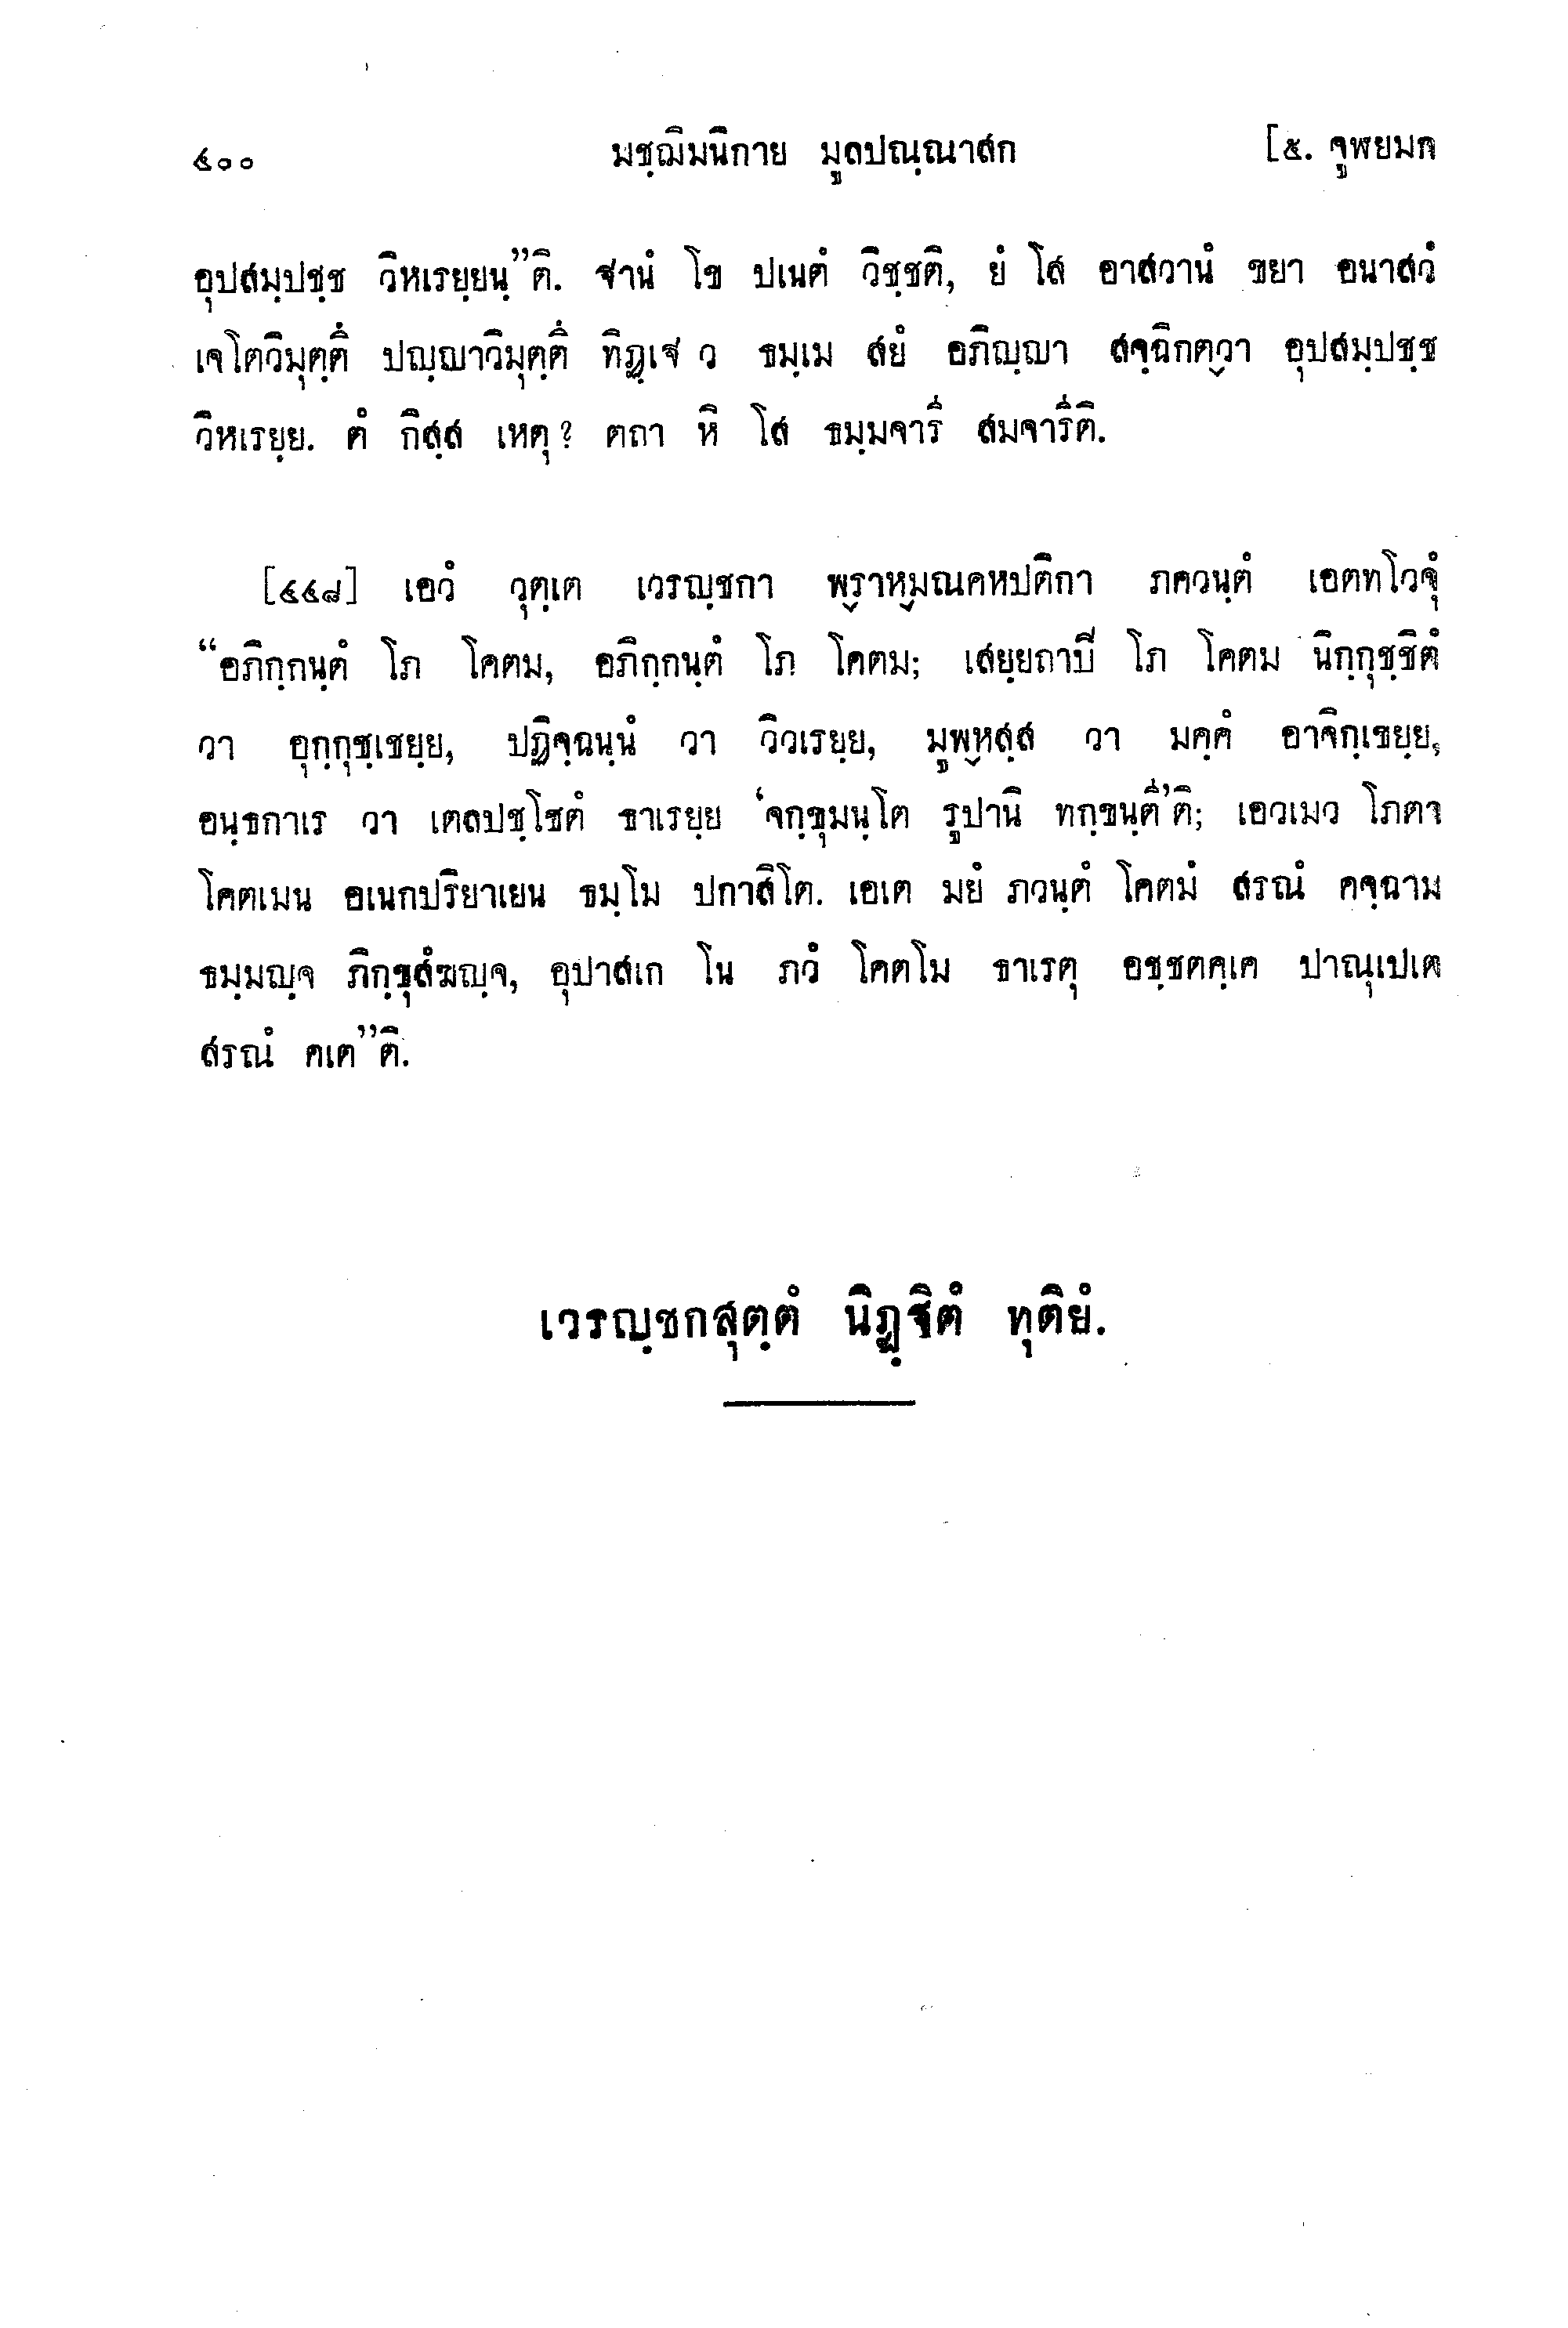 ๔๐๐ มชฺฌิมนิกาย มูลปณฺณาสก [๕. จูฬยมก
อุปสมฺปชฺช วิหเรยฺยนฺ”ติ. ฐานํ โข ปเนตํ วิชฺชติ, ยํ โส อาสวานํ ขยา อนาสวํ
เจโตวิมุตฺตึ ปญฺญาวิมุตฺตึ ทิฏฺเฐว ธมฺเม สยํ อภิญฺญา สจฺฉิกตฺวา อุปสมฺปชฺช
วิหเรยฺย. ตํ กิสฺส เหตุ? ตถา หิ โส ธมฺมจารี สมจารีติ.
[๔๔๘] เอวํ วุตฺเต เวรญฺชกา พฺราหฺมณคหปติกา ภควนฺตํ เอตทโวจุํ
“อภิกฺกนฺตํ โภ โคตม, อภิกฺกนฺตํ โภ โคตม; เสยฺยถาปิ โภ โคตม นิกฺกุชฺชิตํ
วา อุกฺกุชฺเชยฺย, ปฏิจฺฉนฺนํ วา วิวเรยฺย, มูฬฺหสฺส วา มคฺคํ อาจิกฺเขยฺย,
อนฺธกาเร วา เตลปชฺโชตํ ธาเรยฺย ‘จกฺขุมนฺโต รูปานิ ทกฺขนฺตี’ติ; เอวเมว โภตา
โคตเมน อเนกปริยาเยน ธมฺโม ปกาสิโต. เอเต มยํ ภวนฺตํ โคตมํ สรณํ คจฺฉาม
ธมฺมญฺจ ภิกฺขุสํฆญฺจ, อุปาสเก โน ภวํ โคตโม ธาเรตุ อชฺชตคฺเค ปาณุเปเต
สรณํ คเต”ติ.
เวรญฺชกสุตฺตํ นิฏฺฐิตํ ทุติยํ.